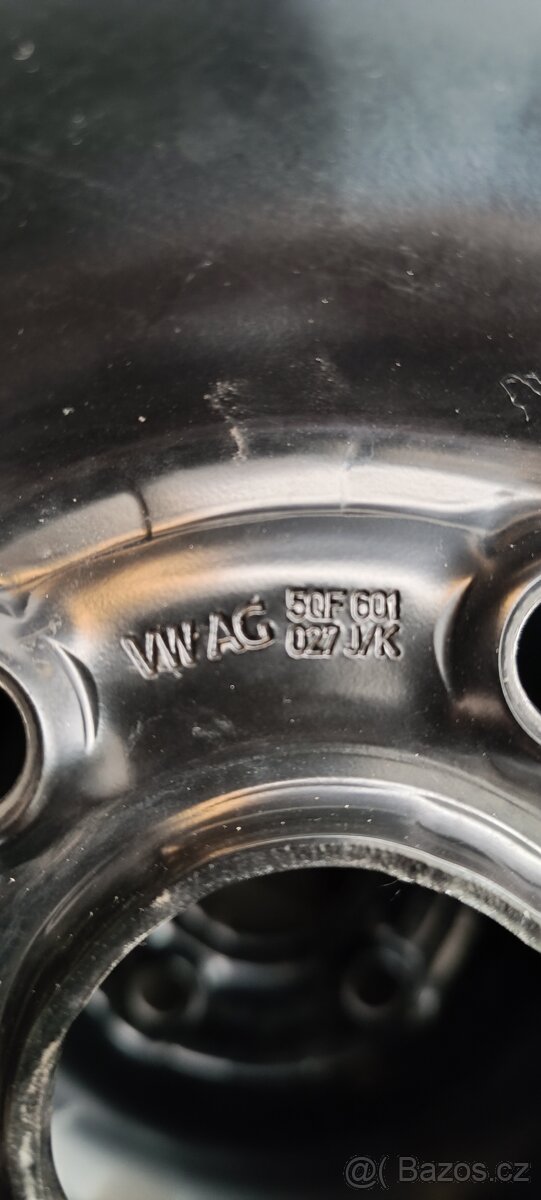 VW AG 5QF 601
027 J/K
@( Bazos.cz